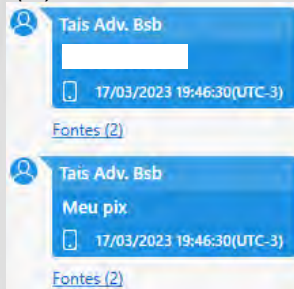 Tais Adv. Bsb
17/03/2023 19:46:30(UTC-3)
Fontes (2)
Tais Adv. Bsb
Meu pix
17/03/2023 19:46:30(UTC-3)
Fontes (2)